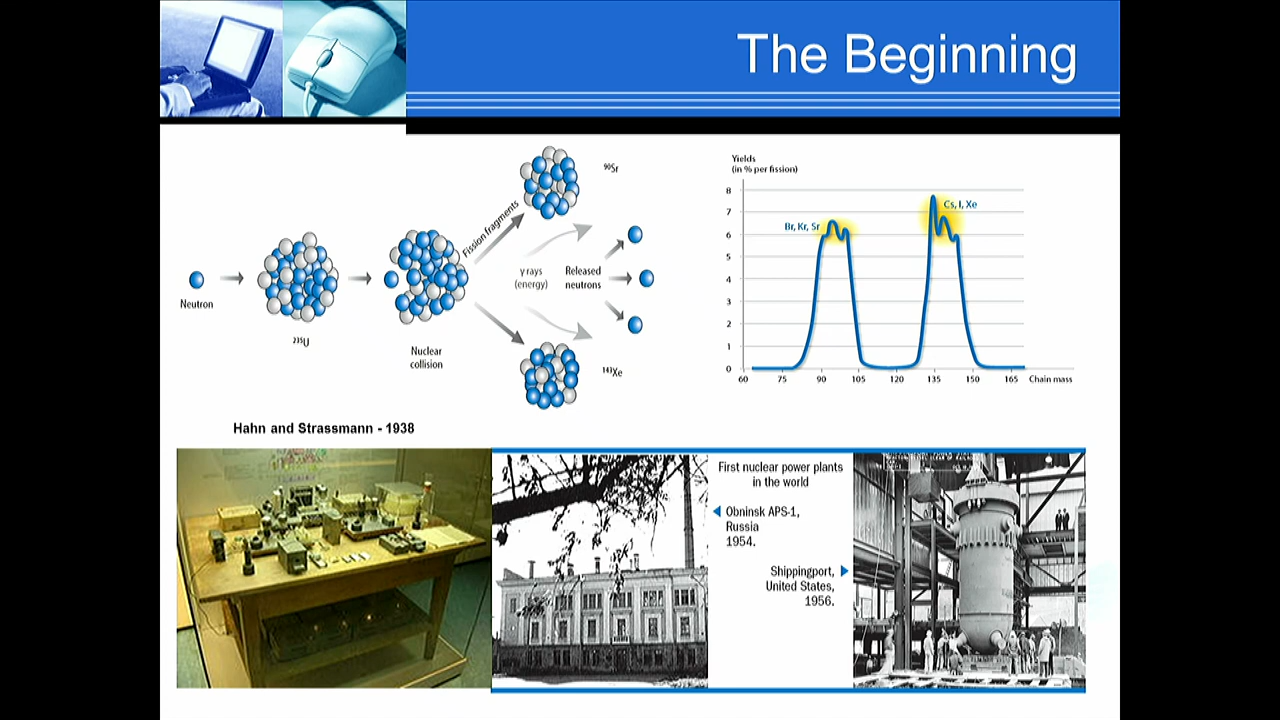 The Beginning
Neutron
²³⁵U
Nuclear
collision
Fission fragments
⁹⁰Sr
γ rays
(energy)
Released
neutrons
¹⁴³Xe
Yields
(in % per fission)
8
7
6
5
4
3
2
1
0
Br, Kr, Sr
Cs, I, Xe
60 75 90 105 120 135 150 165 Chain mass
Hahn and Strassmann - 1938
First nuclear power plants
in the world
Obninsk APS-1,
Russia
1954.
Shippingport,
United States,
1956.